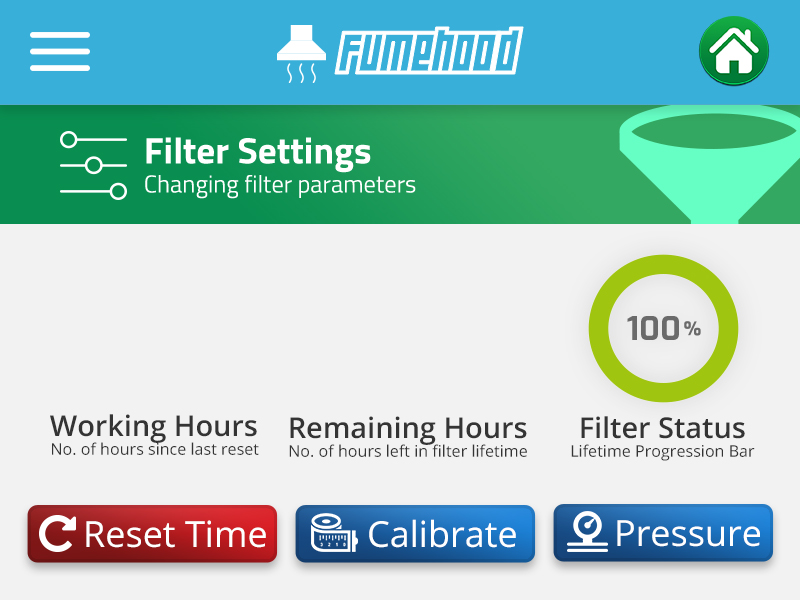 Fumehood
Filter Settings
Changing filter parameters
100%
Working Hours
No. of hours since last reset
Remaining Hours
No. of hours left in filter lifetime
Filter Status
Lifetime Progression Bar
Reset Time
Calibrate
Pressure